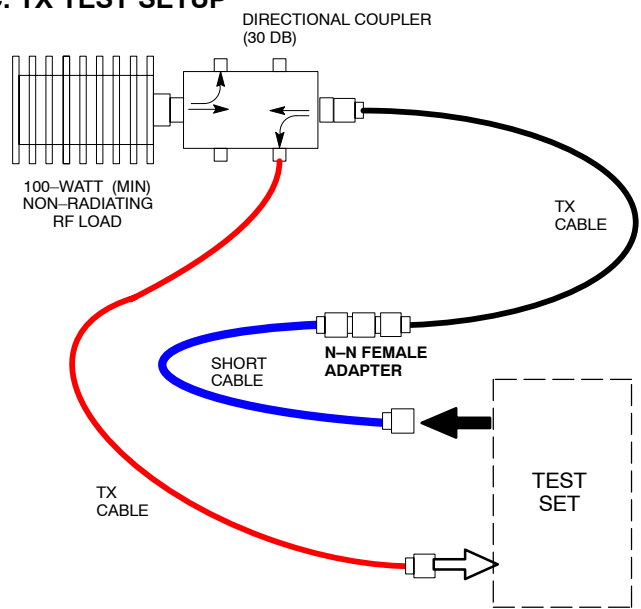 TX TEST SETUP
DIRECTIONAL COUPLER
(30 DB)
100–WATT (MIN)
NON–RADIATING
RF LOAD
TX
CABLE
N–N FEMALE
ADAPTER
SHORT
CABLE
TEST
SET
TX
CABLE